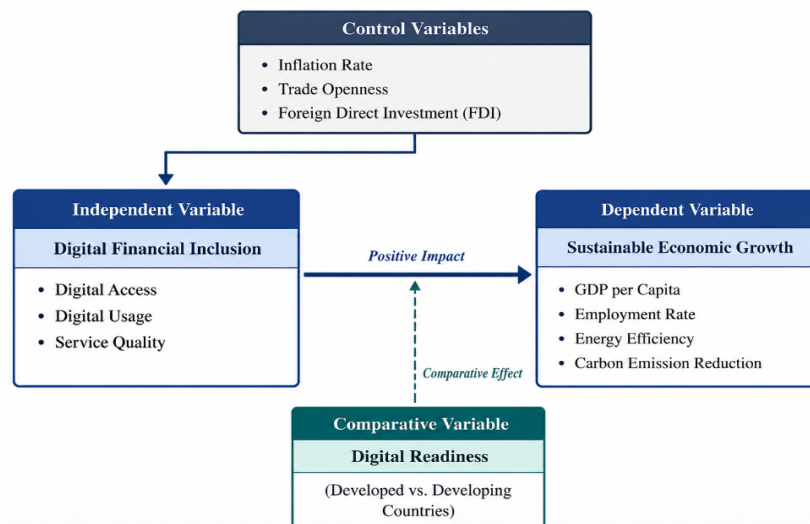 Control Variables
• Inflation Rate
• Trade Openness
• Foreign Direct Investment (FDI)
Independent Variable
Digital Financial Inclusion
• Digital Access
• Digital Usage
• Service Quality
Positive Impact
Dependent Variable
Sustainable Economic Growth
• GDP per Capita
• Employment Rate
• Energy Efficiency
• Carbon Emission Reduction
Comparative Effect
Comparative Variable
Digital Readiness
(Developed vs. Developing
Countries)